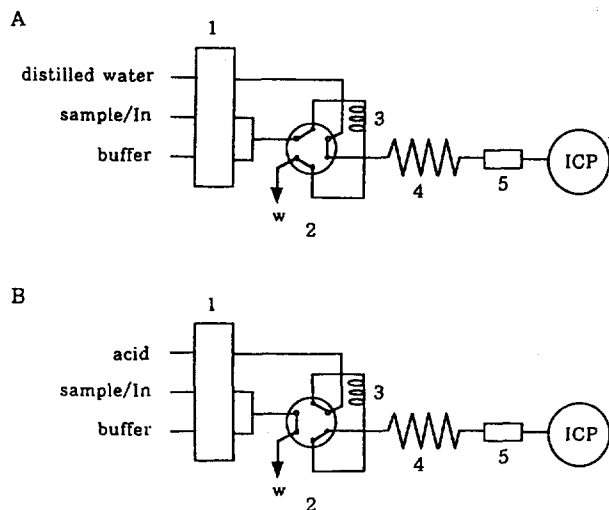 A
1
distilled water
sample/In
buffer
3
ICP
4
5
w
2
B
1
acid
sample/In
buffer
3
ICP
4
5
w
2